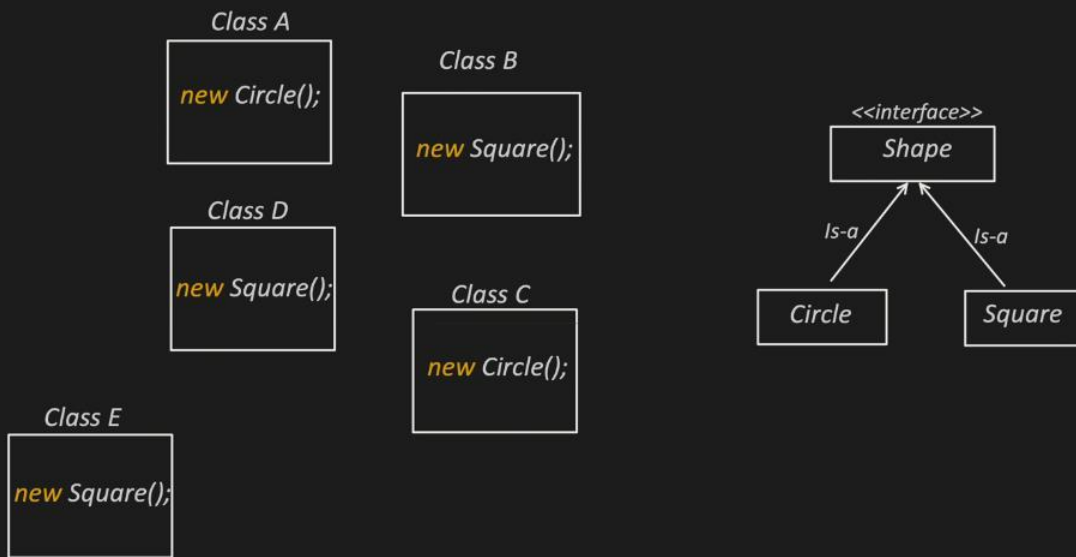 Class A
new Circle();
Class B
new Square();
Class D
new Square();
Class C
new Circle();
Class E
new Square();
<<interface>>
Shape
Is-a
Is-a
Circle
Square